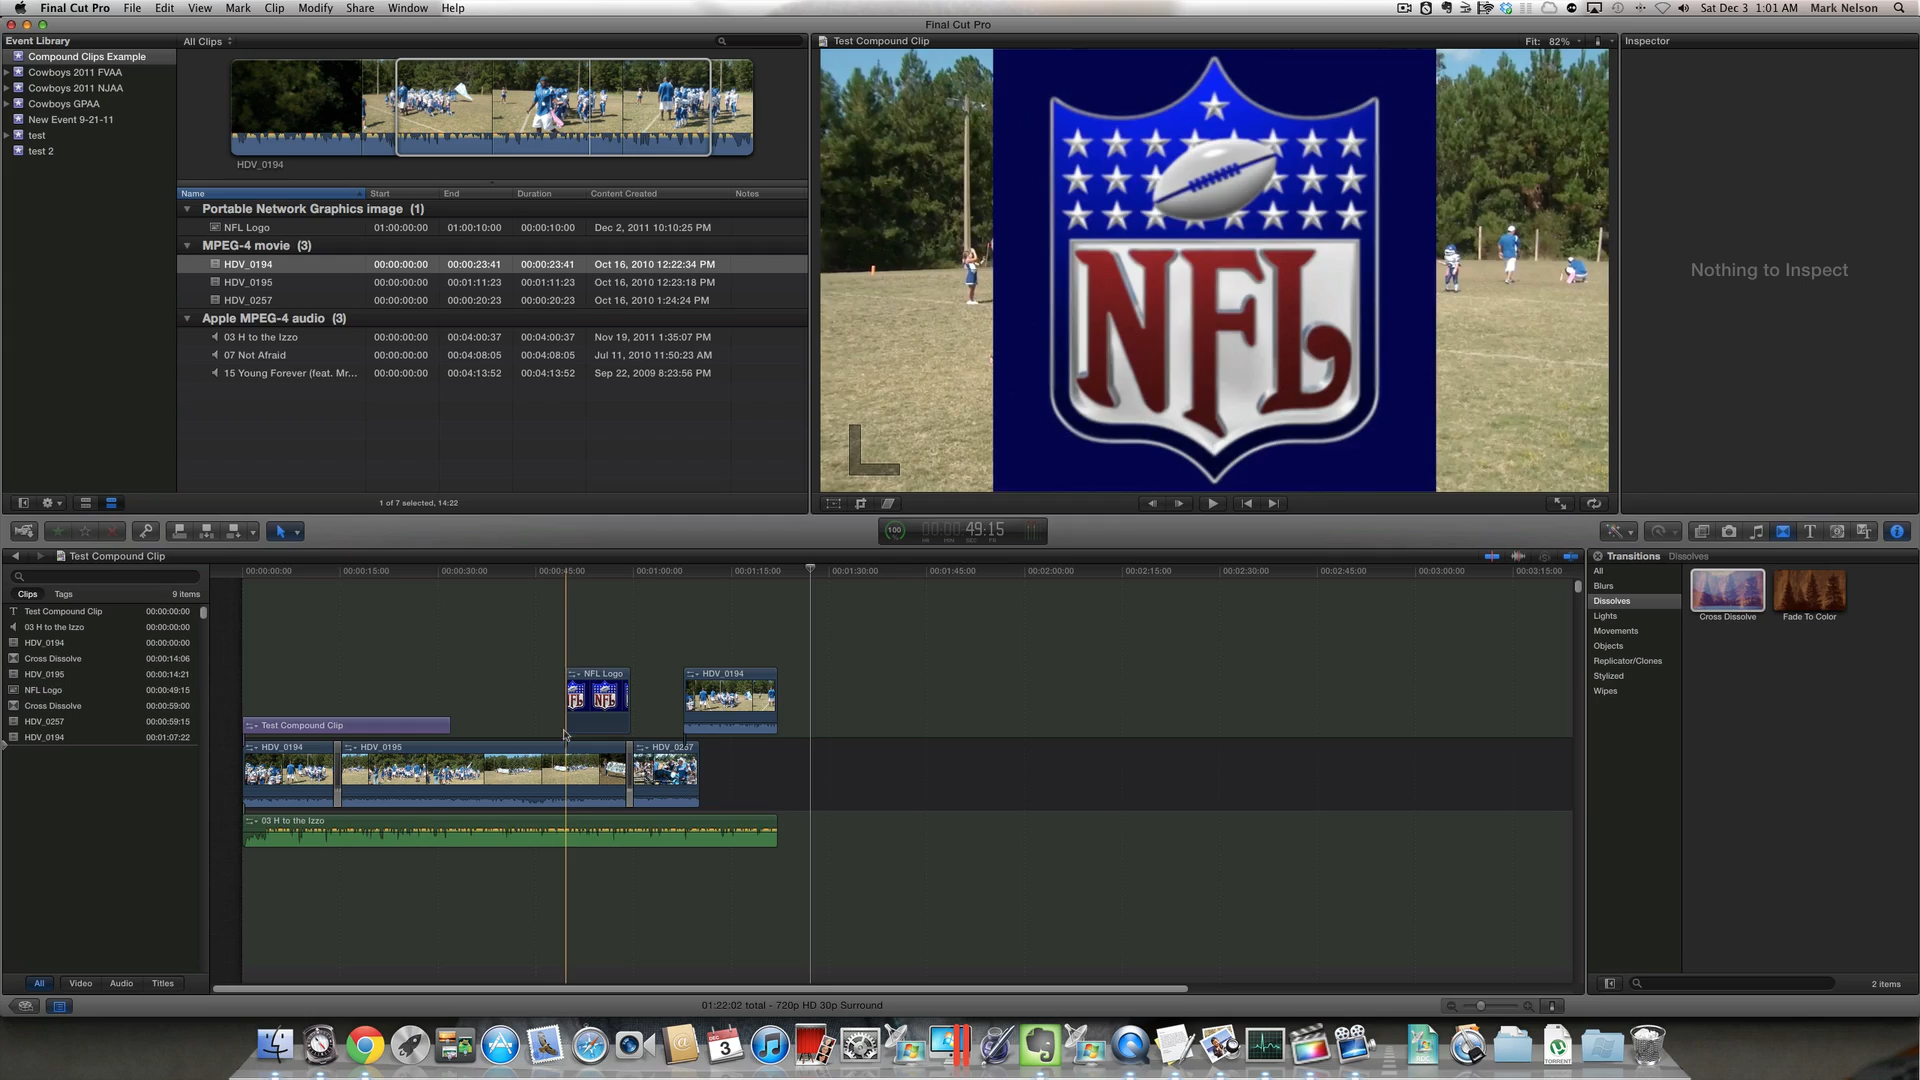 Final Cut Pro File Edit View Mark Clip Modify Share Window Help
Sat Dec 3 1:01 AM Mark Nelson
Final Cut Pro
Event Library
Compound Clips Example
Cowboys 2011 FVAA
Cowboys 2011 NJAA
Cowboys GPAA
New Event 9-21-11
test
test 2
All Clips
HDV_0194
Name Start End Duration Content Created Notes
Portable Network Graphics image (1)
NFL Logo 01:00:00:00 01:00:10:00 00:00:10:00 Dec 2, 2011 10:10:25 PM
MPEG-4 movie (3)
HDV_0194 00:00:00:00 00:00:23:41 00:00:23:41 Oct 16, 2010 12:22:34 PM
HDV_0195 00:00:00:00 00:01:11:23 00:01:11:23 Oct 16, 2010 12:23:18 PM
HDV_0257 00:00:00:00 00:00:20:23 00:00:20:23 Oct 16, 2010 1:24:24 PM
Apple MPEG-4 audio (3)
03 H to the Izzo 00:00:00:00 00:04:00:37 00:04:00:37 Nov 19, 2011 1:35:07 PM
07 Not Afraid 00:00:00:00 00:04:08:05 00:04:08:05 Jul 11, 2010 11:50:23 AM
15 Young Forever (feat. Mr... 00:00:00:00 00:04:13:52 00:04:13:52 Sep 22, 2009 8:23:56 PM
1 of 7 selected, 14:22
Test Compound Clip
Fit: 82%
NFL
Inspector
Nothing to Inspect
100 00:00:49:15
HR MIN SEC FR
Test Compound Clip
Clips Tags 9 items
Test Compound Clip 00:00:00:00
03 H to the Izzo 00:00:00:00
HDV_0194 00:00:00:00
Cross Dissolve 00:00:14:06
HDV_0195 00:00:14:21
NFL Logo 00:00:49:15
Cross Dissolve 00:00:59:00
HDV_0257 00:00:59:15
HDV_0194 00:01:07:22
All Video Audio Titles
00:00:00:00 00:00:15:00 00:00:30:00 00:00:45:00 00:01:00:00 00:01:15:00 00:01:30:00 00:01:45:00 00:02:00:00 00:02:15:00 00:02:30:00 00:02:45:00 00:03:00:00 00:03:15:00
NFL Logo
HDV_0194
Test Compound Clip
HDV_0194
HDV_0195
HDV_0257
03 H to the Izzo
01:22:02 total - 720p HD 30p Surround
Transitions Dissolves
All
Blurs
Dissolves
Lights
Movements
Objects
Replicator/Clones
Stylized
Wipes
Cross Dissolve
Fade To Color
2 items
DEC
3
TORRENT